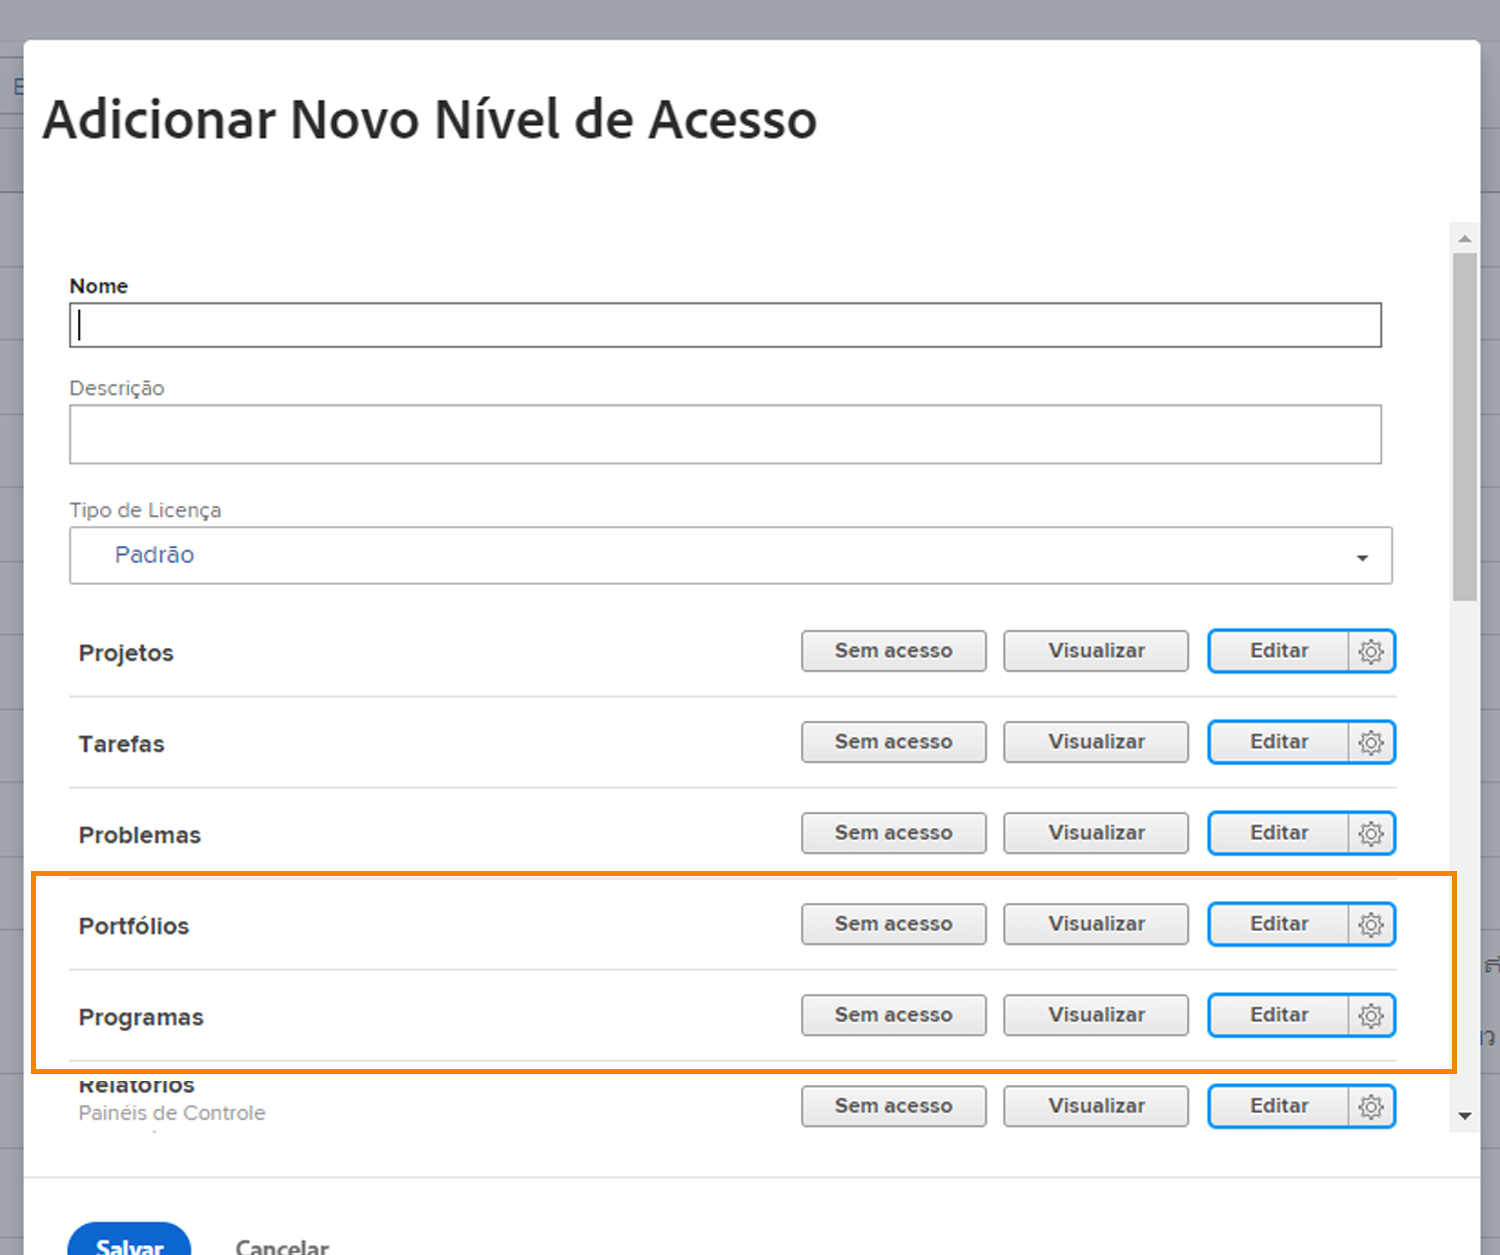 Adicionar Novo Nível de Acesso
Nome
Descrição
Tipo de Licença
Padrão
Projetos Sem acesso Visualizar Editar
Tarefas Sem acesso Visualizar Editar
Problemas Sem acesso Visualizar Editar
Portfólios Sem acesso Visualizar Editar
Programas Sem acesso Visualizar Editar
Relatórios
Painéis de Controle Sem acesso Visualizar Editar
Salvar Cancelar